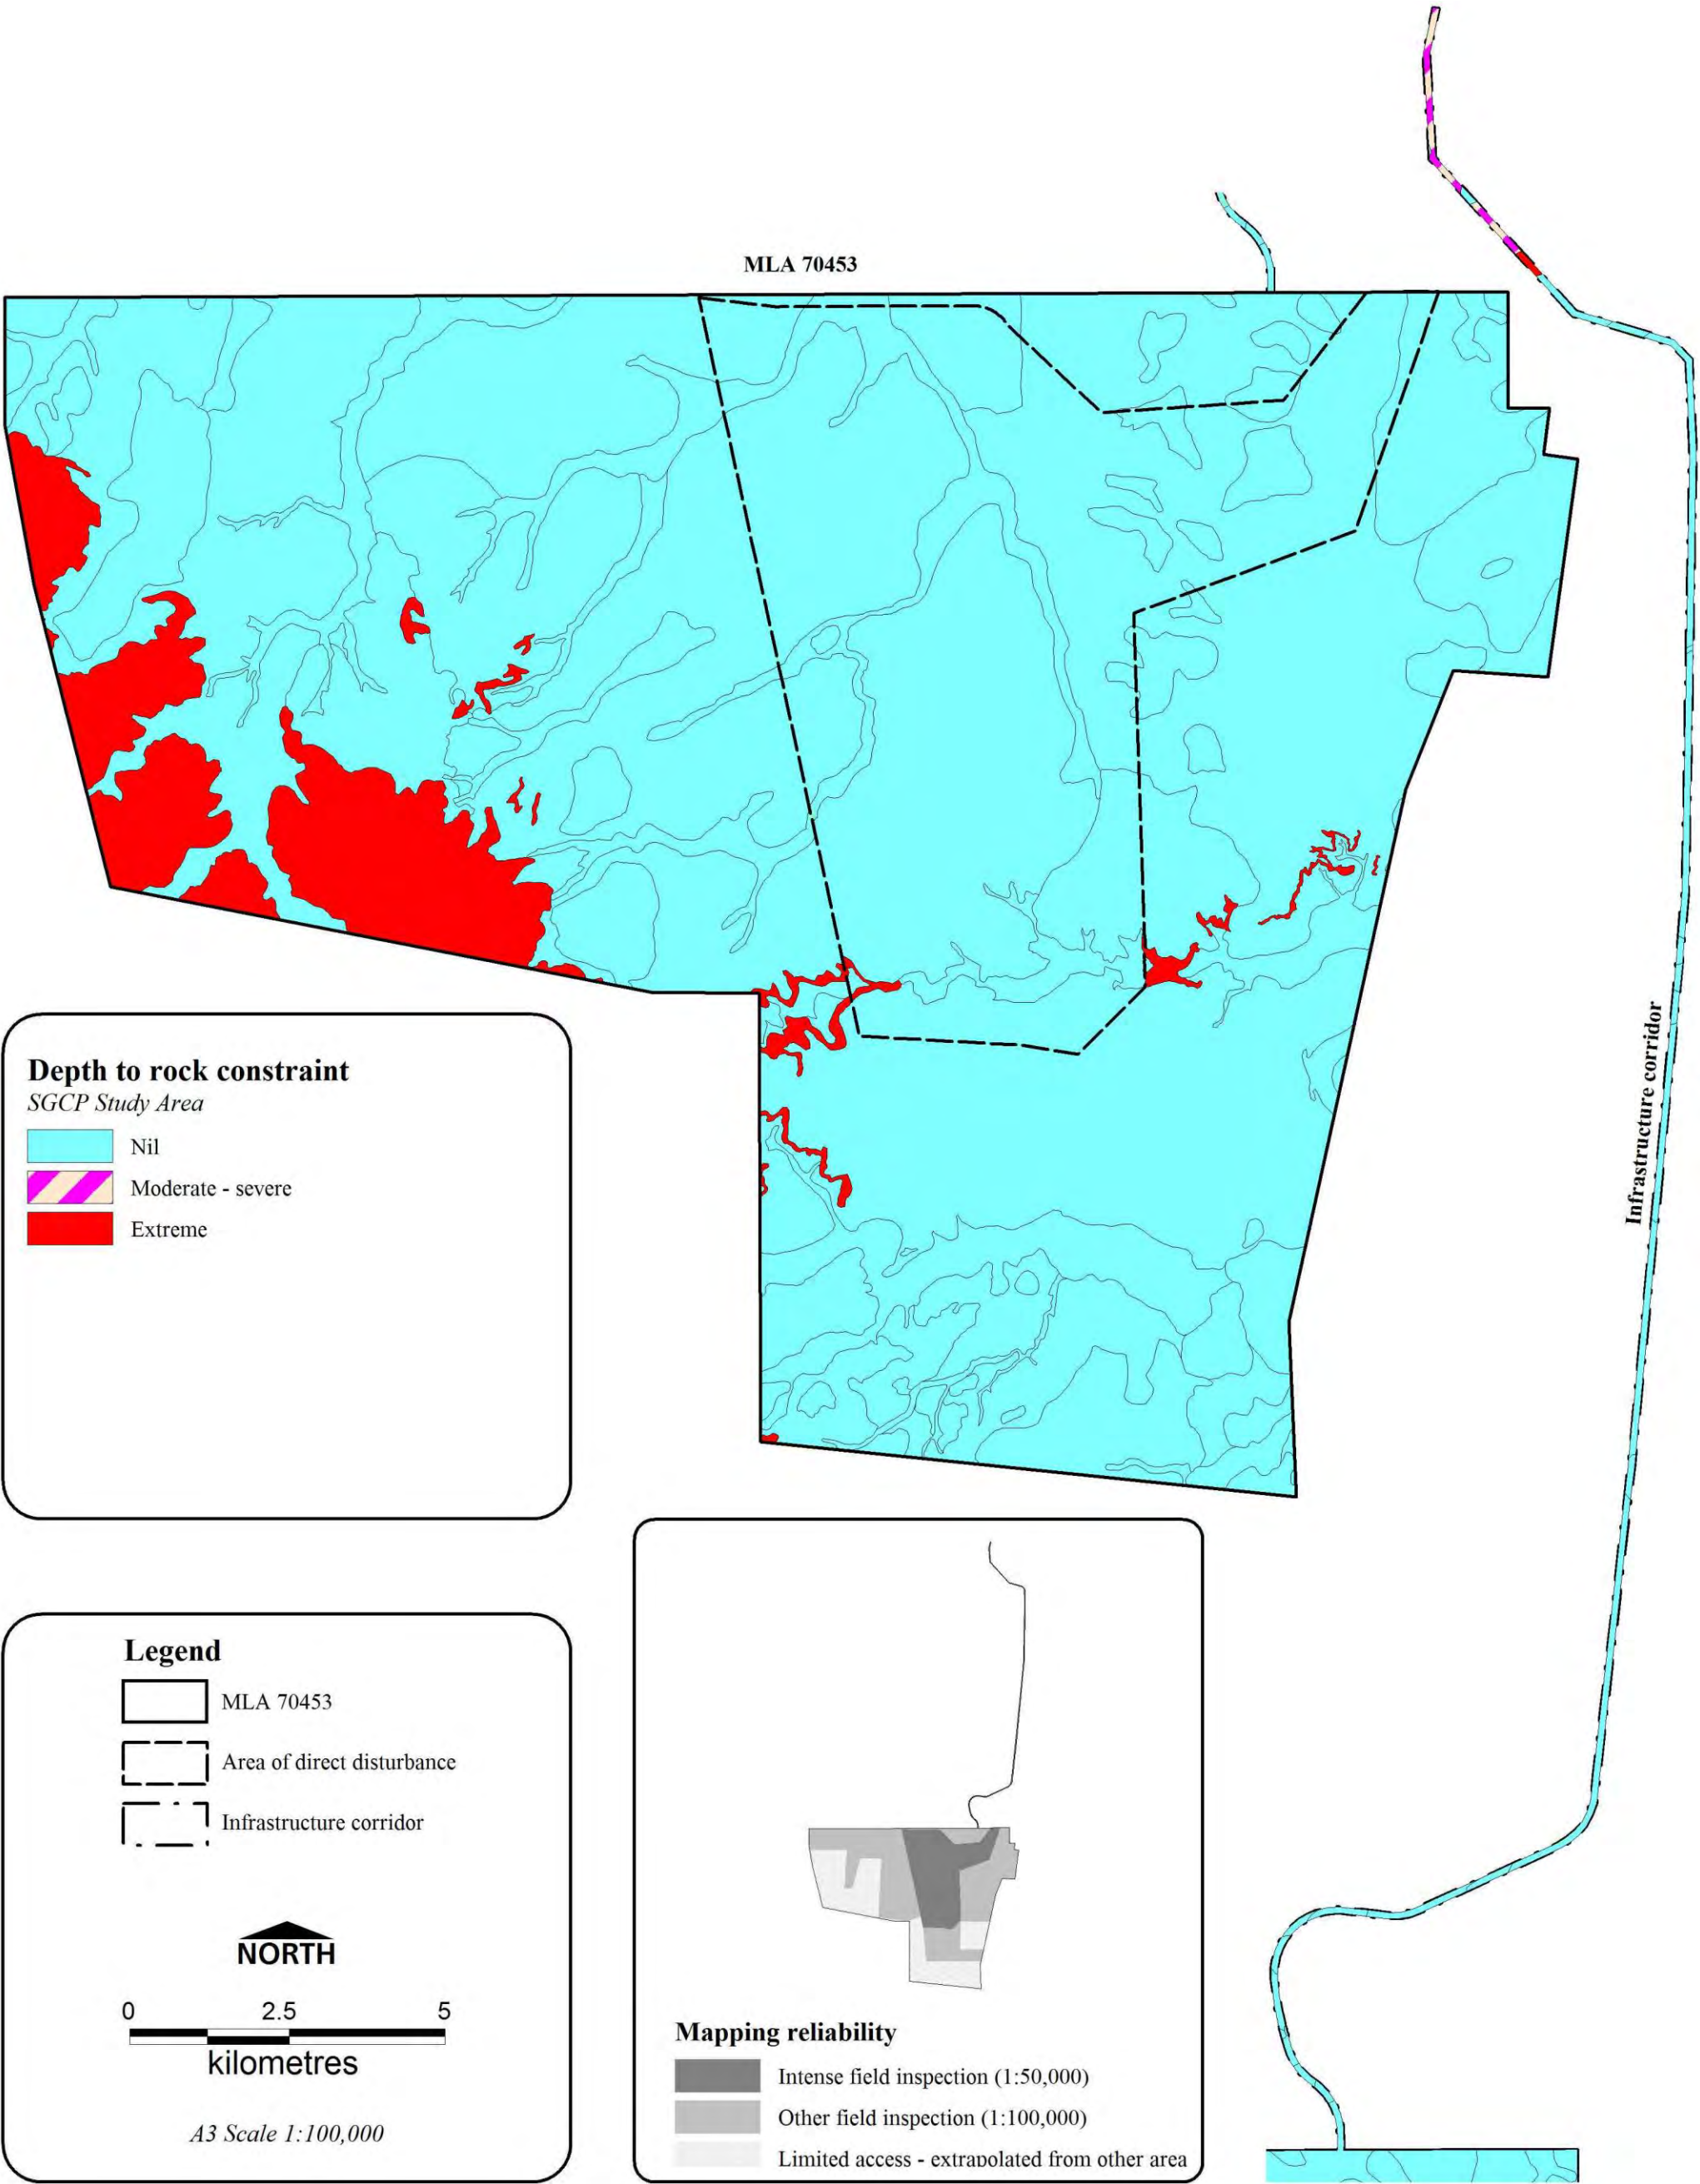 MLA 70453
Infrastructure corridor
Depth to rock constraint
SGCP Study Area
Nil
Moderate - severe
Extreme
Legend
MLA 70453
Area of direct disturbance
Infrastructure corridor
NORTH
0 2.5 5
kilometres
A3 Scale 1:100,000
Mapping reliability
Intense field inspection (1:50,000)
Other field inspection (1:100,000)
Limited access - extrapolated from other area